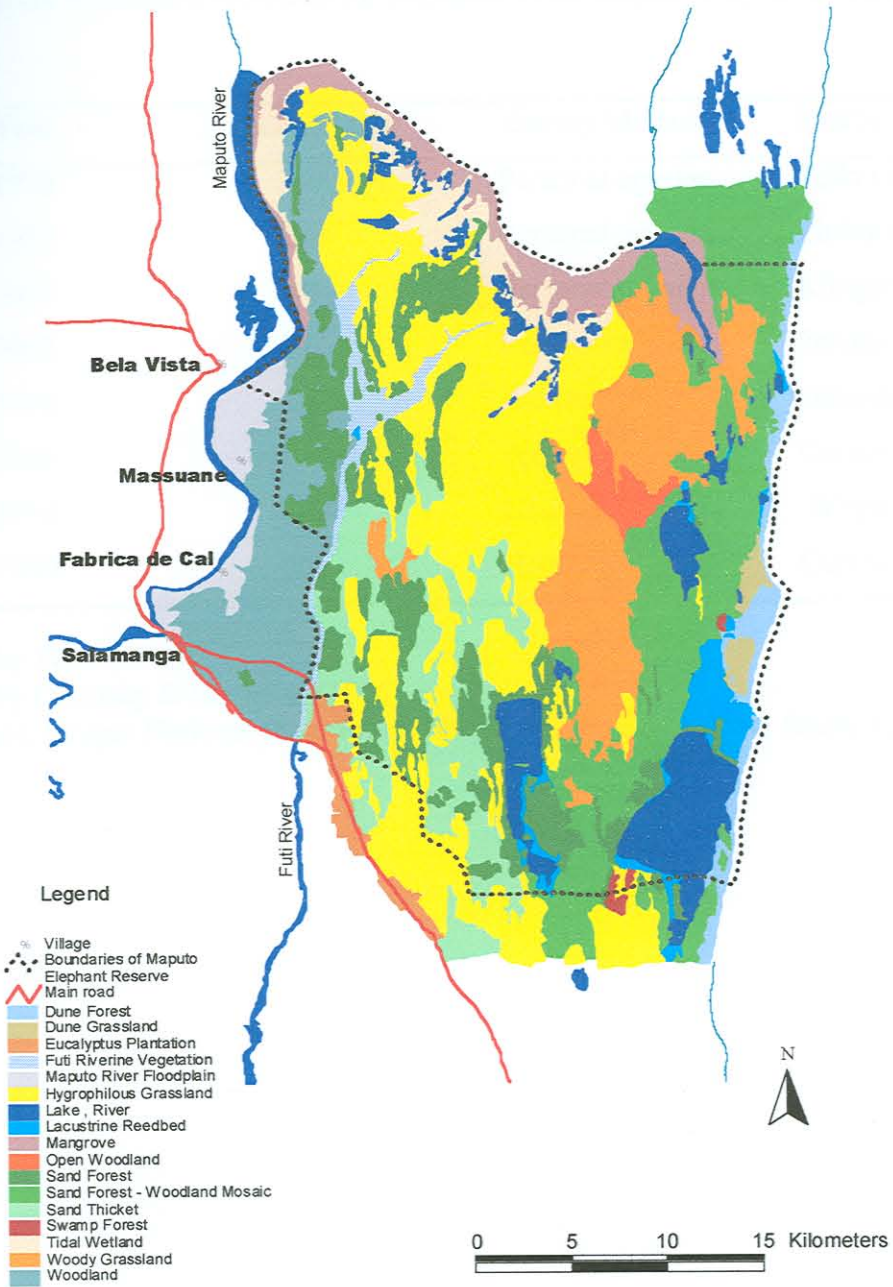 Maputo River
Bela Vista
Massuane
Fabrica de Cal
Salamanga
Futi River
Legend
% Village
Boundaries of Maputo
Elephant Reserve
Main road
Dune Forest
Dune Grassland
Eucalyptus Plantation
Futi Riverine Vegetation
Maputo River Floodplain
Hygrophilous Grassland
Lake , River
Lacustrine Reedbed
Mangrove
Open Woodland
Sand Forest
Sand Forest - Woodland Mosaic
Sand Thicket
Swamp Forest
Tidal Wetland
Woody Grassland
Woodland
N
0 5 10 15 Kilometers